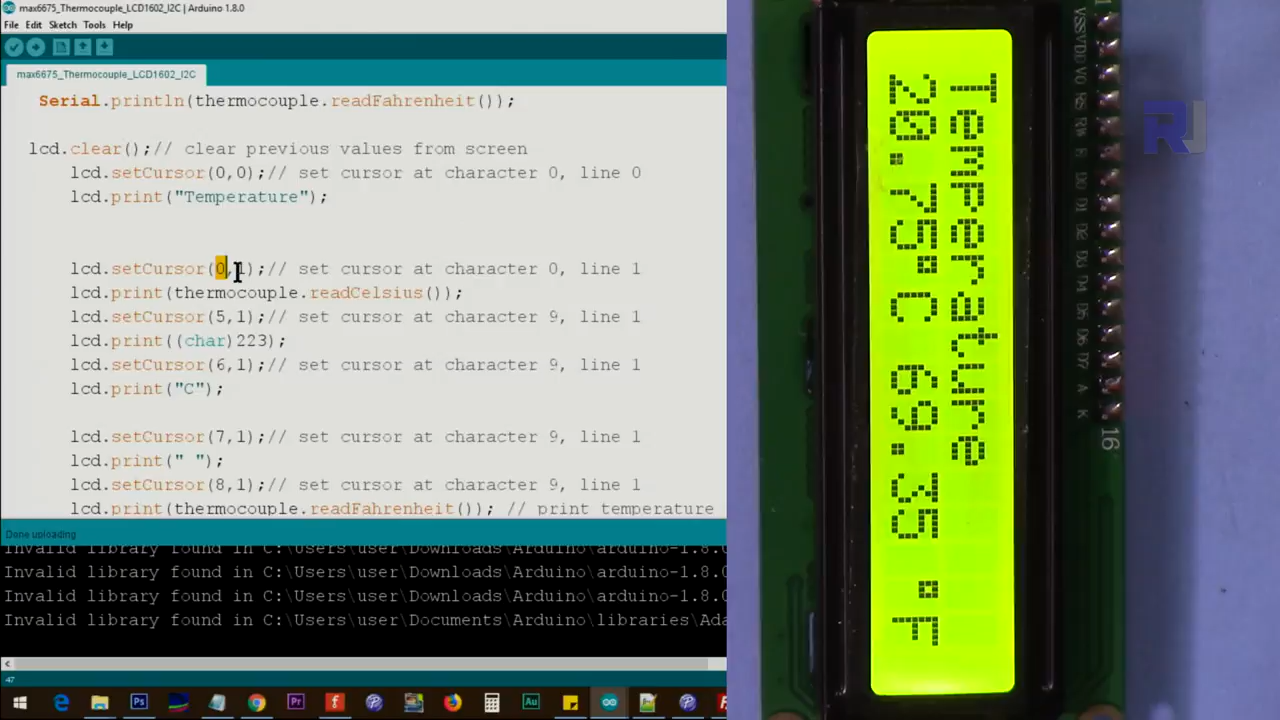 max6675_Thermocouple_LCD1602_I2C | Arduino 1.8.0
File Edit Sketch Tools Help
max6675_Thermocouple_LCD1602_I2C
Serial.println(thermocouple.readFahrenheit());
lcd.clear();// clear previous values from screen
lcd.setCursor(0,0);// set cursor at character 0, line 0
lcd.print("Temperature");
lcd.setCursor(0,1);// set cursor at character 0, line 1
lcd.print(thermocouple.readCelsius());
lcd.setCursor(5,1);// set cursor at character 9, line 1
lcd.print((char)223);
lcd.setCursor(6,1);// set cursor at character 9, line 1
lcd.print("C");
lcd.setCursor(7,1);// set cursor at character 9, line 1
lcd.print(" ");
lcd.setCursor(8,1);// set cursor at character 9, line 1
lcd.print(thermocouple.readFahrenheit()); // print temperature
Done uploading
Invalid library found in C:\Users\user\Downloads\Arduino\arduino-1.8.0
Invalid library found in C:\Users\user\Downloads\Arduino\arduino-1.8.0
Invalid library found in C:\Users\user\Downloads\Arduino\arduino-1.8.0
Invalid library found in C:\Users\user\Documents\Arduino\libraries\Ada
47
Temperature
20.75°C 69.35 °F
VSS VDD VO RS RW E D0 D1 D2 D3 D4 D5 D6 D7 A K
16
RJ